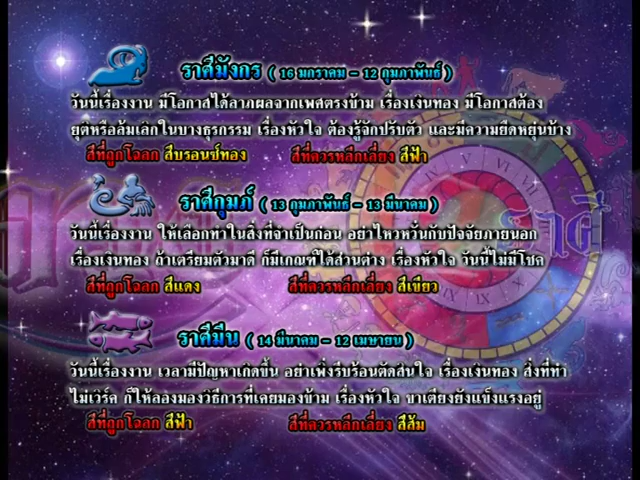 ราศีมังกร ( 16 มกราคม - 12 กุมภาพันธ์ )
วันนี้เรื่องงาน มีโอกาสได้ลาภผลจากเพศตรงข้าม เรื่องเงินทอง มีโอกาสต้อง
ยุติหรือล้มเลิกในบางธุรกรรม เรื่องหัวใจ ต้องรู้จักปรับตัว และมีความยืดหยุ่นบ้าง
สีที่ถูกโฉลก สีบรอนซ์ทอง สีที่ควรหลีกเลี่ยง สีฟ้า
ราศีกุมภ์ ( 13 กุมภาพันธ์ - 13 มีนาคม )
วันนี้เรื่องงาน ให้เลือกทำในสิ่งที่จำเป็นก่อน อย่าไหวหวั่นกับปัจจัยภายนอก
เรื่องเงินทอง ถ้าเตรียมตัวมาดี ก็มีเกณฑ์ได้ส่วนต่าง เรื่องหัวใจ วันนี้ไม่มีโชค
สีที่ถูกโฉลก สีแดง สีที่ควรหลีกเลี่ยง สีเขียว
ราศีมีน ( 14 มีนาคม - 12 เมษายน )
วันนี้เรื่องงาน เวลามีปัญหาเกิดขึ้น อย่าเพิ่งรีบร้อนตัดสินใจ เรื่องเงินทอง สิ่งที่ทำ
ไม่เวิร์ค ก็ให้ลองมองวิธีการที่เคยมองข้าม เรื่องหัวใจ ขาเตียงยังแข็งแรงอยู่
สีที่ถูกโฉลก สีฟ้า สีที่ควรหลีกเลี่ยง สีส้ม